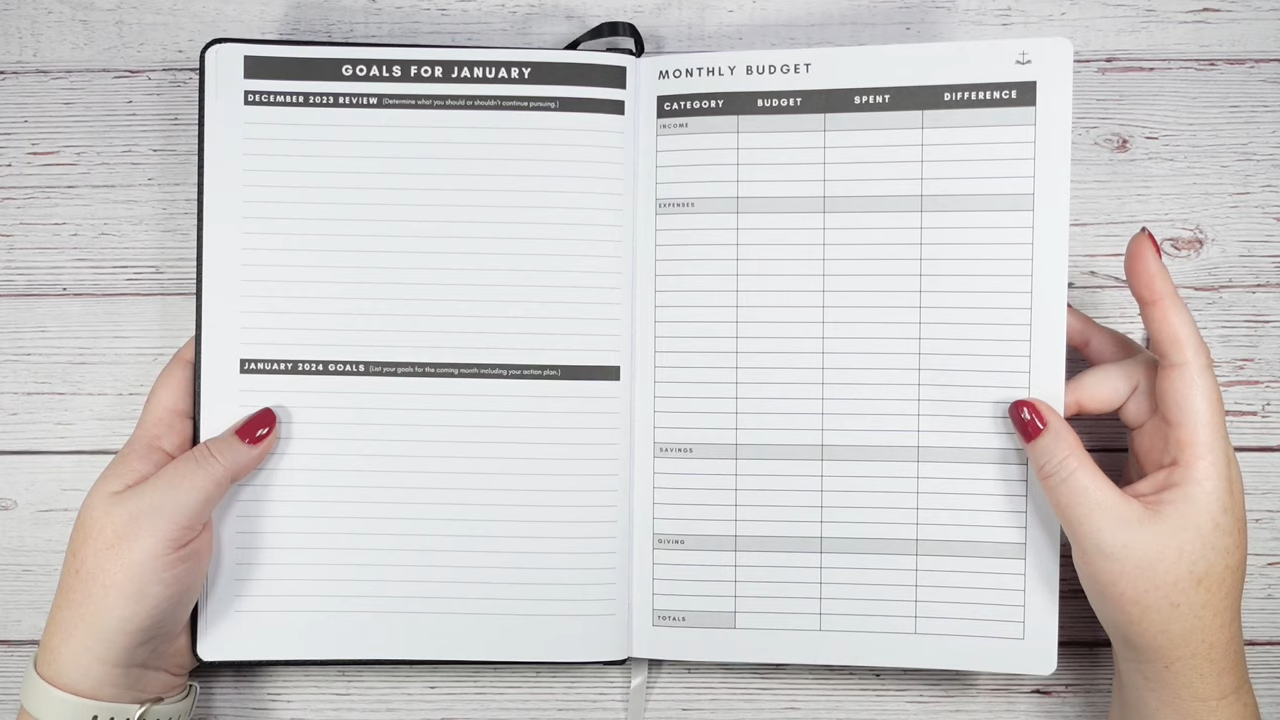 GOALS FOR JANUARY
DECEMBER 2023 REVIEW (Determine what you should or shouldn't continue pursuing.)
JANUARY 2024 GOALS (List your goals for the coming month including your action plan.)
MONTHLY BUDGET
CATEGORY BUDGET SPENT DIFFERENCE
INCOME
EXPENSES
SAVINGS
GIVING
TOTALS